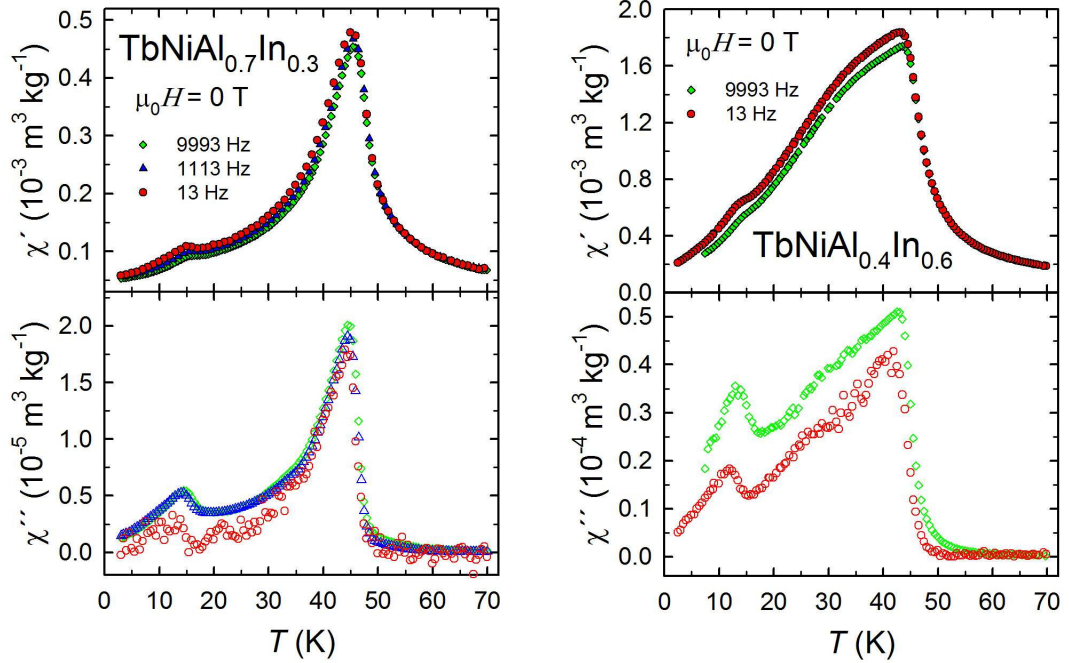 TbNiAl0.7In0.3
μ0H = 0 T
9993 Hz
1113 Hz
13 Hz
χ′ (10-3 m3 kg-1)
0.5
0.4
0.3
0.2
0.1
χ′′ (10-5 m3 kg-1)
2.0
1.5
1.0
0.5
0.0
0 10 20 30 40 50 60 70
T (K)
μ0H = 0 T
9993 Hz
13 Hz
TbNiAl0.4In0.6
χ′ (10-3 m3 kg-1)
2.0
1.6
1.2
0.8
0.4
0.0
χ′′ (10-4 m3 kg-1)
0.5
0.4
0.3
0.2
0.1
0.0
0 10 20 30 40 50 60 70
T (K)